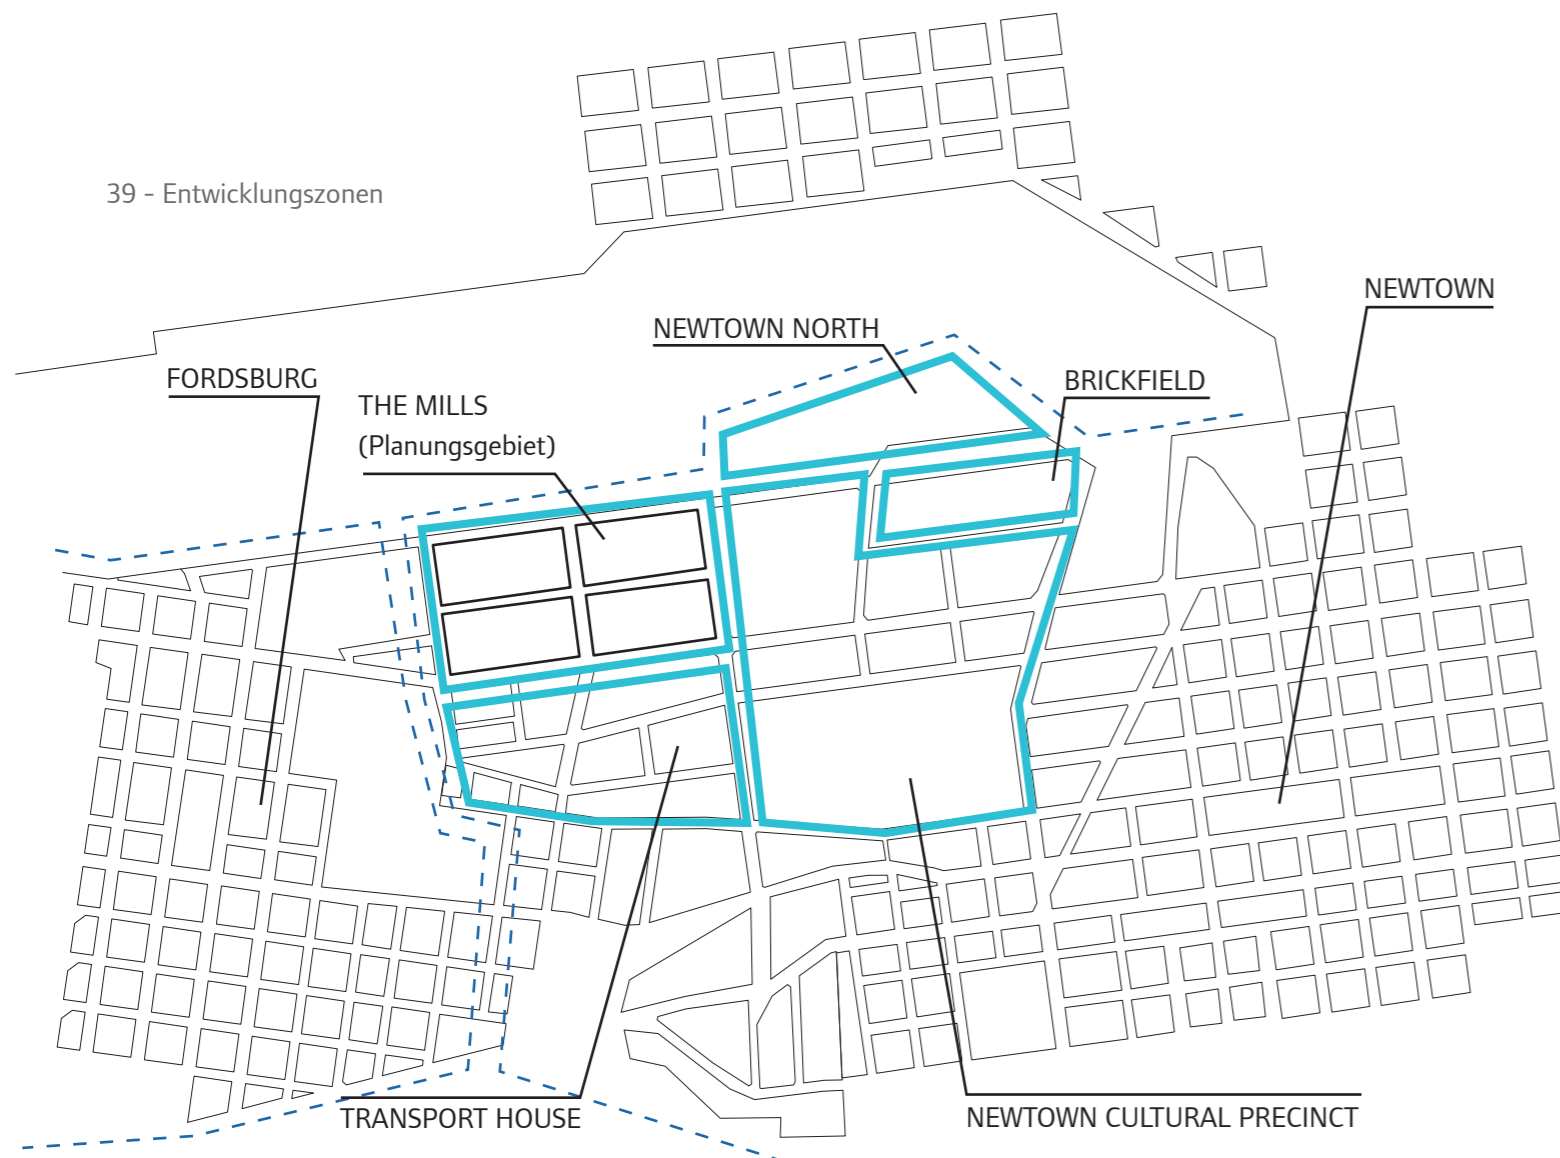 39 - Entwicklungszonen
NEWTOWN
NEWTOWN NORTH
FORDSBURG
BRICKFIELD
THE MILLS
(Planungsgebiet)
TRANSPORT HOUSE
NEWTOWN CULTURAL PRECINCT